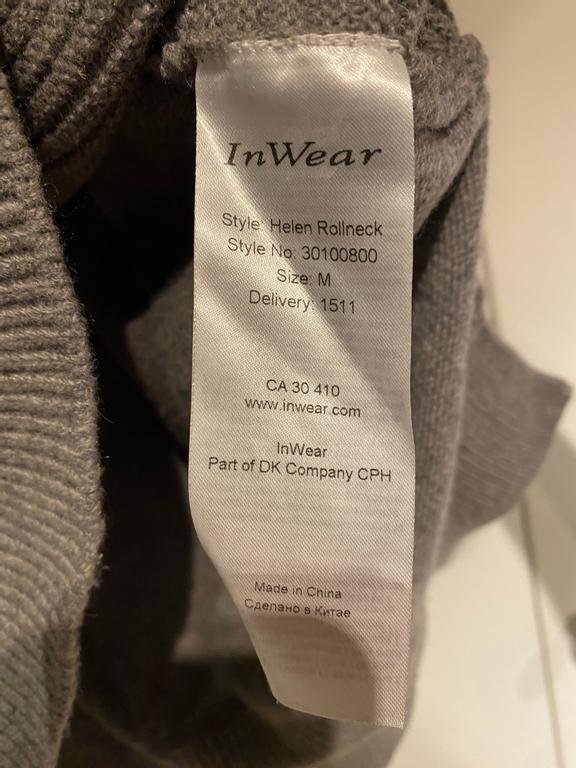 InWear
Style: Helen Rollneck
Style No: 30100800
Size: M
Delivery: 1511
CA 30 410
www.inwear.com
InWear
Part of DK Company CPH
Made in China
Сделано в Китае